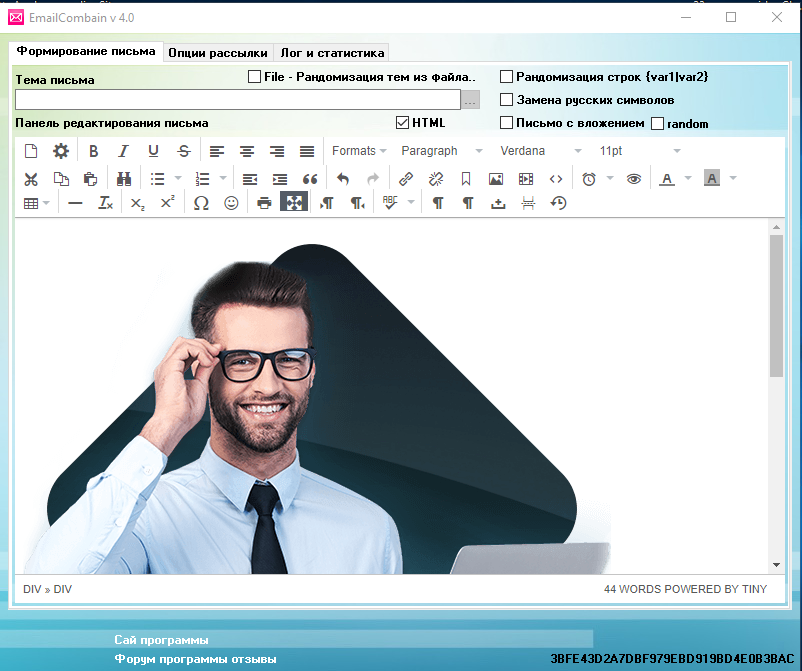 EmailCombain v 4.0
Формирование письма Опции рассылки Лог и статистика
Тема письма File - Рандомизация тем из файла.. Рандомизация строк {var1|var2}
... Замена русских символов
Панель редактирования письма HTML Письмо с вложением random
Formats Paragraph Verdana 11pt
DIV » DIV 44 WORDS POWERED BY TINY
Сай программы
Форум программы отзывы 3BFE43D2A7DBF979EBD919BD4E0B3BAC